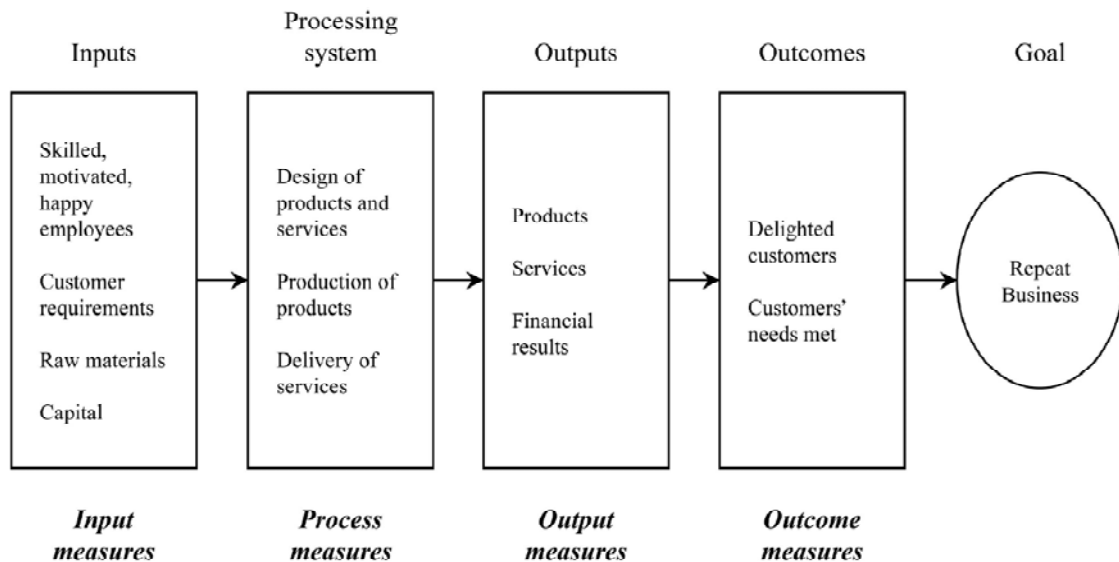 Inputs
Processing
system
Outputs
Outcomes
Goal
Skilled,
motivated,
happy
employees
Customer
requirements
Raw materials
Capital
Design of
products and
services
Production of
products
Delivery of
services
Products
Services
Financial
results
Delighted
customers
Customers’
needs met
Repeat
Business
Input
measures
Process
measures
Output
measures
Outcome
measures